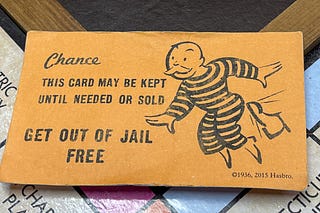 Chance
THIS CARD MAY BE KEPT
UNTIL NEEDED OR SOLD
GET OUT OF JAIL
FREE
©1936, 2015 Hasbro.